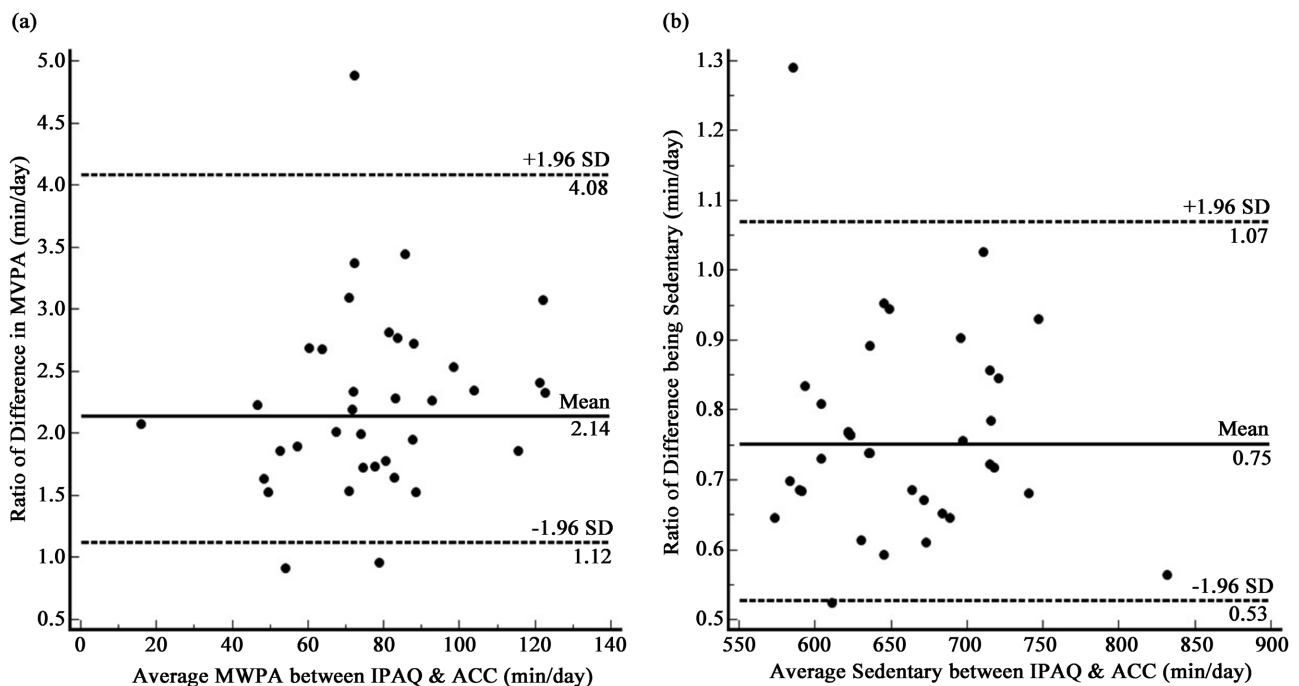 (a)
Ratio of Difference in MVPA (min/day)
5.0
4.5
4.0
3.5
3.0
2.5
2.0
1.5
1.0
0.5
+1.96 SD
4.08
Mean
2.14
-1.96 SD
1.12
0 20 40 60 80 100 120 140
Average MWPA between IPAQ & ACC (min/day)
(b)
Ratio of Difference being Sedentary (min/day)
1.3
1.2
1.1
1.0
0.9
0.8
0.7
0.6
0.5
+1.96 SD
1.07
Mean
0.75
-1.96 SD
0.53
550 600 650 700 750 800 850 900
Average Sedentary between IPAQ & ACC (min/day)